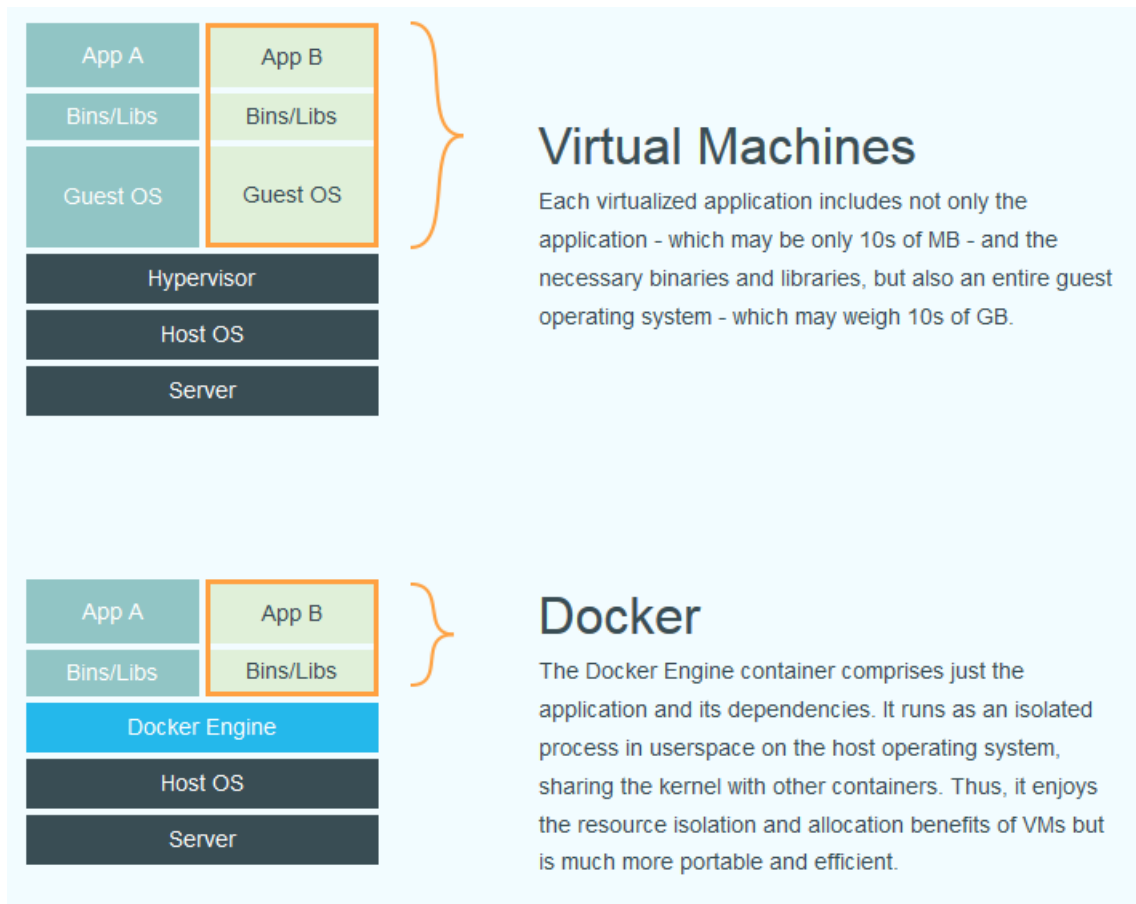 App A App B
Bins/Libs Bins/Libs
Guest OS Guest OS
Hypervisor
Host OS
Server
Virtual Machines
Each virtualized application includes not only the
application - which may be only 10s of MB - and the
necessary binaries and libraries, but also an entire guest
operating system - which may weigh 10s of GB.
App A App B
Bins/Libs Bins/Libs
Docker Engine
Host OS
Server
Docker
The Docker Engine container comprises just the
application and its dependencies. It runs as an isolated
process in userspace on the host operating system,
sharing the kernel with other containers. Thus, it enjoys
the resource isolation and allocation benefits of VMs but
is much more portable and efficient.